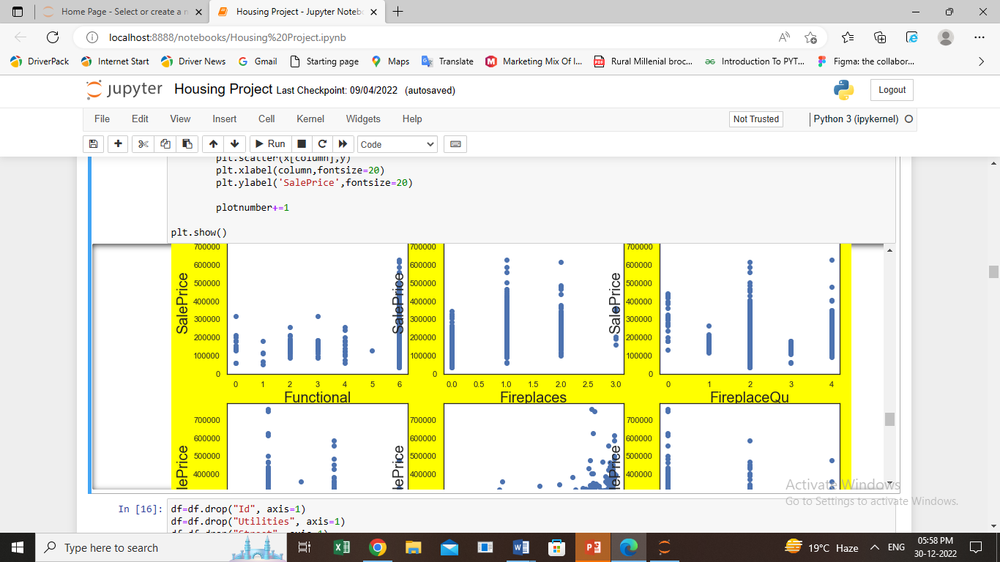 Home Page - Select or create a n
Housing Project - Jupyter Noteb
localhost:8888/notebooks/Housing%20Project.ipynb
DriverPack Internet Start Driver News Gmail Starting page Maps Translate Marketing Mix Of I... Rural Millenial broc... Introduction To PYT... Figma: the collabor...
jupyter Housing Project Last Checkpoint: 09/04/2022 (autosaved) Logout
File Edit View Insert Cell Kernel Widgets Help Not Trusted Python 3 (ipykernel)
Run Code
plt.scatter(x[column],y)
plt.xlabel(column,fontsize=20)
plt.ylabel('SalePrice',fontsize=20)
plotnumber+=1
plt.show()
700000 700000 700000
600000 600000 600000
500000 500000 500000
400000 400000 400000
300000 300000 300000
200000 200000 200000
100000 100000 100000
0 0 0
SalePrice SalePrice SalePrice
0 1 2 3 4 5 6 0.0 0.5 1.0 1.5 2.0 2.5 3.0 0 1 2 3 4
Functional Fireplaces FireplaceQu
700000 700000 700000
600000 600000 600000
500000 500000 500000
400000 400000 400000
lePrice lePrice lePrice
Activate Windows
Go to Settings to activate Windows.
In [16]: df=df.drop("Id", axis=1)
df=df.drop("Utilities", axis=1)
df=df.drop("Street", axis=1)
Type here to search
19°C Haze ENG 05:58 PM
30-12-2022